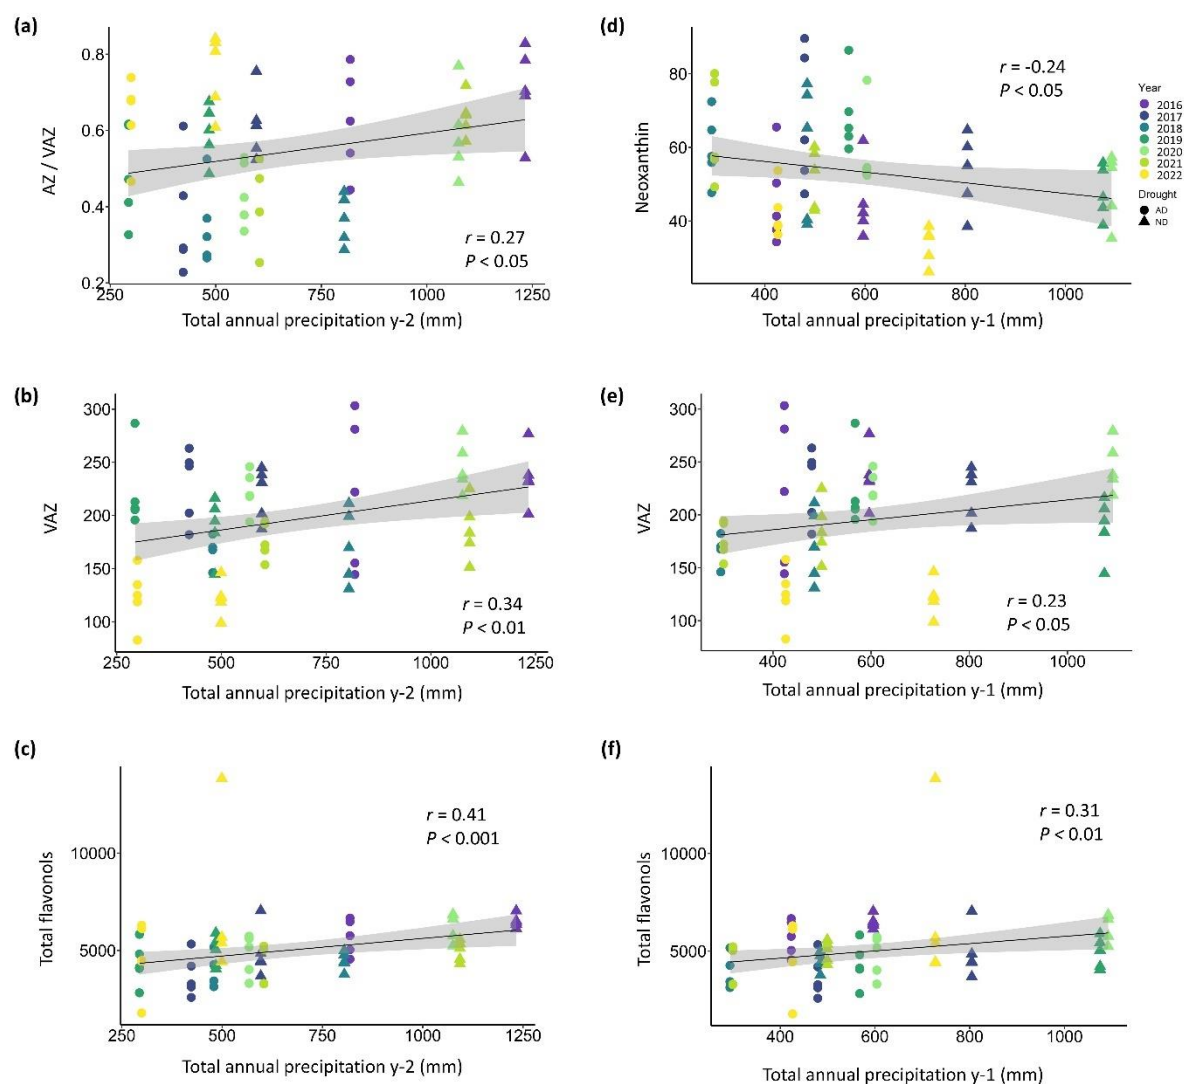 (a)
0.8
0.6
0.4
0.2
AZ / VAZ
r = 0.27
P < 0.05
250 500 750 1000 1250
Total annual precipitation y-2 (mm)
(d)
80
60
40
Neoxanthin
r = -0.24
P < 0.05
400 600 800 1000
Total annual precipitation y-1 (mm)
Year
2016
2017
2018
2019
2020
2021
2022
Drought
AD
ND
(b)
300
250
200
150
100
VAZ
r = 0.34
P < 0.01
250 500 750 1000 1250
Total annual precipitation y-2 (mm)
(e)
300
250
200
150
100
VAZ
r = 0.23
P < 0.05
400 600 800 1000
Total annual precipitation y-1 (mm)
(c)
10000
5000
Total flavonols
r = 0.41
P < 0.001
250 500 750 1000 1250
Total annual precipitation y-2 (mm)
(f)
10000
5000
Total flavonols
r = 0.31
P < 0.01
400 600 800 1000
Total annual precipitation y-1 (mm)